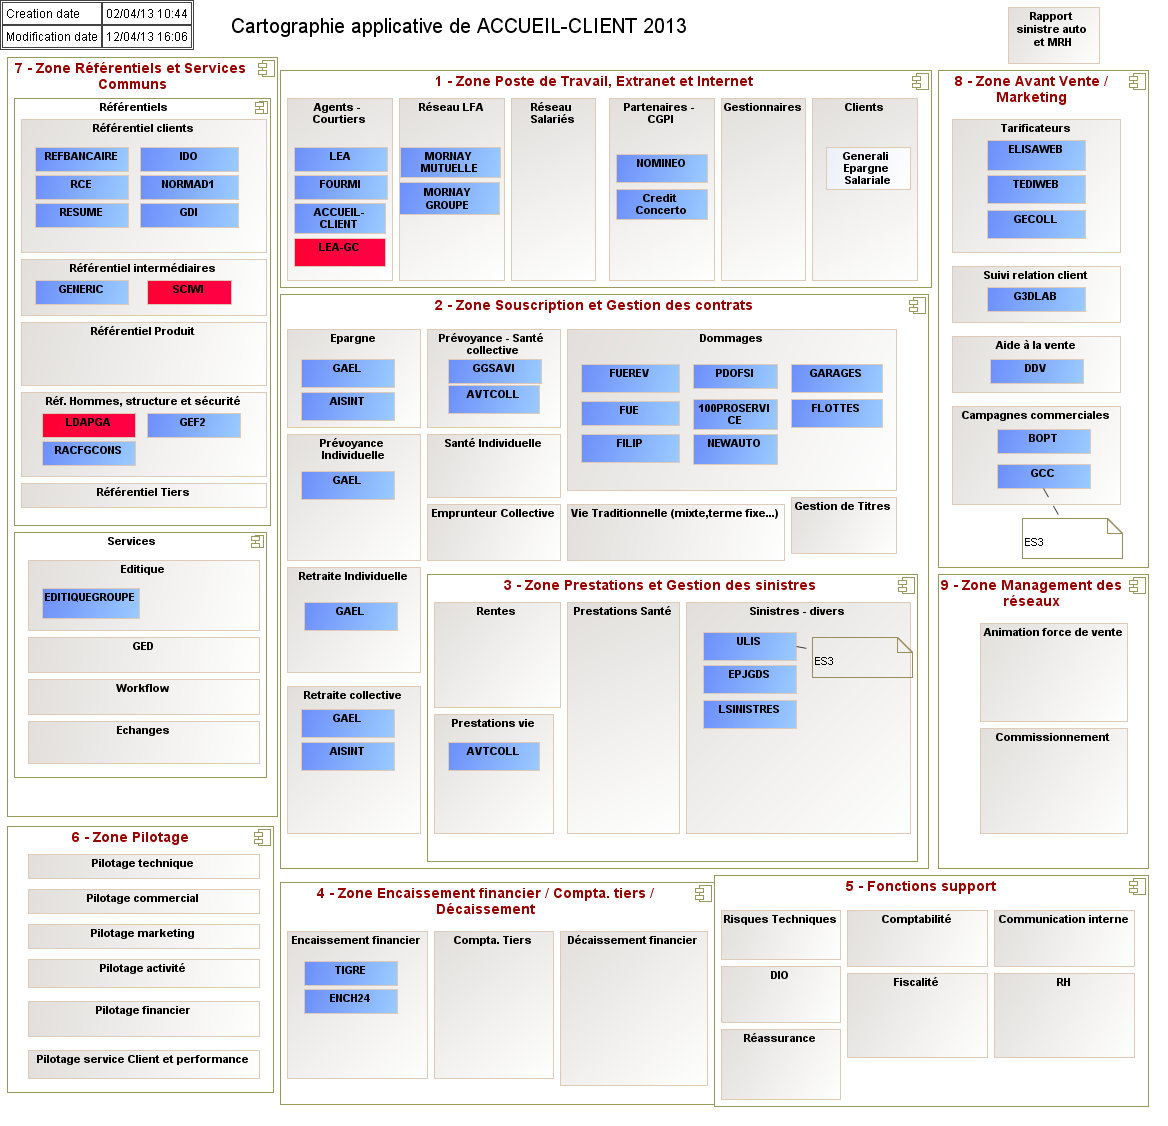 Creation date
02/04/13 10:44
Modification date
12/04/13 16:06
Cartographie applicative de ACCUEIL-CLIENT 2013
Rapport
sinistre auto
et MRH
7 - Zone Référentiels et Services
Communs
Référentiels
Référentiel clients
REFBANCAIRE
IDO
RCE
NORMAD1
RESUME
GDI
Référentiel intermédiaires
GENERIC
SCIWI
Référentiel Produit
Réf. Hommes, structure et sécurité
LDAPGA
GEF2
RACFGCONS
Référentiel Tiers
Services
Editique
EDITIQUEGROUPE
GED
Workflow
Echanges
1 - Zone Poste de Travail, Extranet et Internet
Agents -
Courtiers
LEA
FOURMI
ACCUEIL-
CLIENT
LEA-GC
Réseau LFA
MORNAY
MUTUELLE
MORNAY
GROUPE
Réseau
Salariés
Partenaires -
CGPI
NOMINEO
Credit
Concerto
Gestionnaires
Clients
Generali
Epargne
Salariale
2 - Zone Souscription et Gestion des contrats
Epargne
GAEL
AISINT
Prévoyance - Santé
collective
GGSAVI
AVTCOLL
Dommages
FUEREV
PDOFSI
GARAGES
FUE
100PROSERVI
CE
FLOTTES
FILIP
NEWAUTO
Prévoyance
Individuelle
GAEL
Santé Individuelle
Emprunteur Collective
Vie Traditionnelle (mixte,terme fixe...)
Gestion de Titres
Retraite Individuelle
GAEL
Retraite collective
GAEL
AISINT
3 - Zone Prestations et Gestion des sinistres
Rentes
Prestations Santé
Sinistres - divers
ULIS
ES3
EPJGDS
LSINISTRES
Prestations vie
AVTCOLL
8 - Zone Avant Vente /
Marketing
Tarificateurs
ELISAWEB
TEDIWEB
GECOLL
Suivi relation client
G3DLAB
Aide à la vente
DDV
Campagnes commerciales
BOPT
GCC
ES3
9 - Zone Management des
réseaux
Animation force de vente
Commissionnement
6 - Zone Pilotage
Pilotage technique
Pilotage commercial
Pilotage marketing
Pilotage activité
Pilotage financier
Pilotage service Client et performance
4 - Zone Encaissement financier / Compta. tiers /
Décaissement
Encaissement financier
TIGRE
ENCH24
Compta. Tiers
Décaissement financier
5 - Fonctions support
Risques Techniques
Comptabilité
Communication interne
DIO
Fiscalité
RH
Réassurance